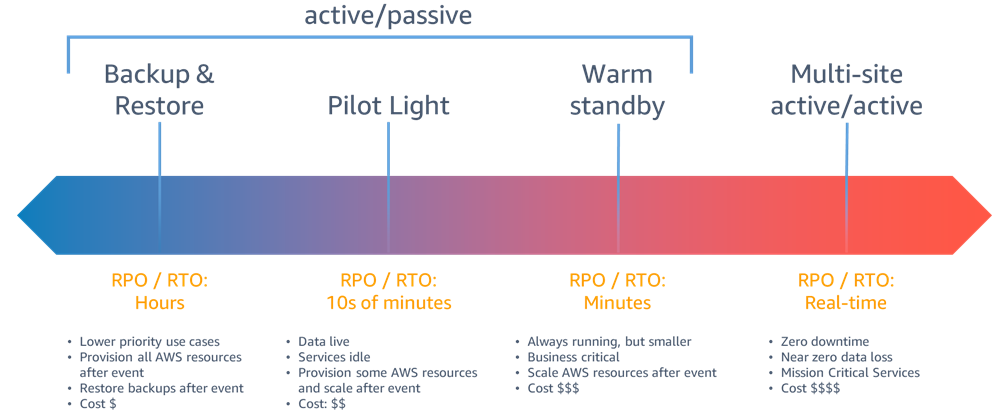 active/passive
Backup &
Restore
Pilot Light
Warm
standby
Multi-site
active/active
RPO / RTO:
Hours
RPO / RTO:
10s of minutes
RPO / RTO:
Minutes
RPO / RTO:
Real-time
• Lower priority use cases
• Provision all AWS resources
after event
• Restore backups after event
• Cost $
• Data live
• Services idle
• Provision some AWS resources
and scale after event
• Cost: $$
• Always running, but smaller
• Business critical
• Scale AWS resources after event
• Cost $$$
• Zero downtime
• Near zero data loss
• Mission Critical Services
• Cost $$$$